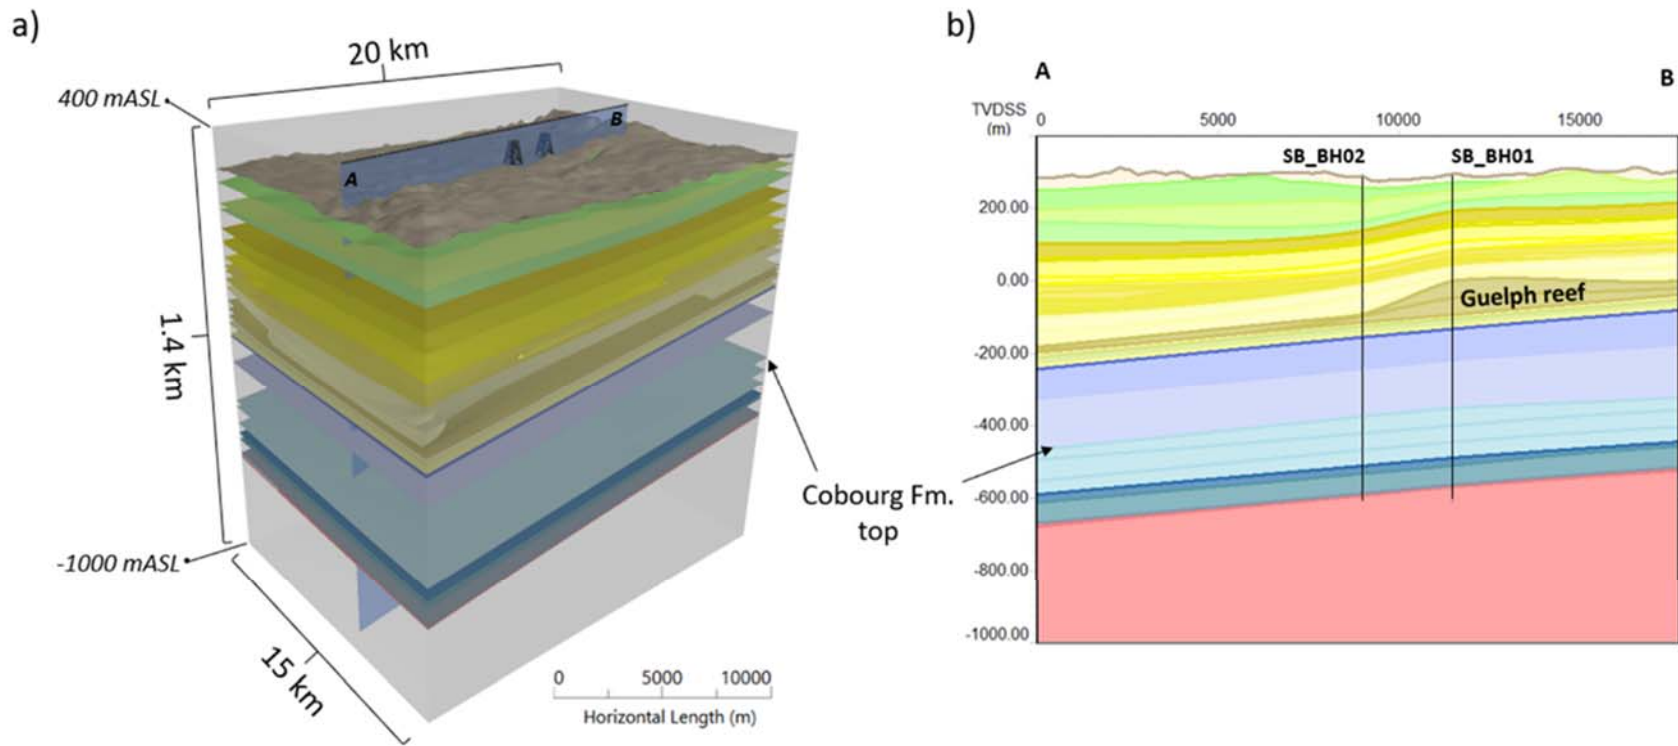 a)
20 km
400 mASL
B
A
1.4 km
-1000 mASL
15 km
0 5000 10000
Horizontal Length (m)
Cobourg Fm.
top
b)
A
B
TVDSS
(m)
0 5000 10000 15000
SB_BH02 SB_BH01
200.00
0.00
Guelph reef
-200.00
-400.00
-600.00
-800.00
-1000.00